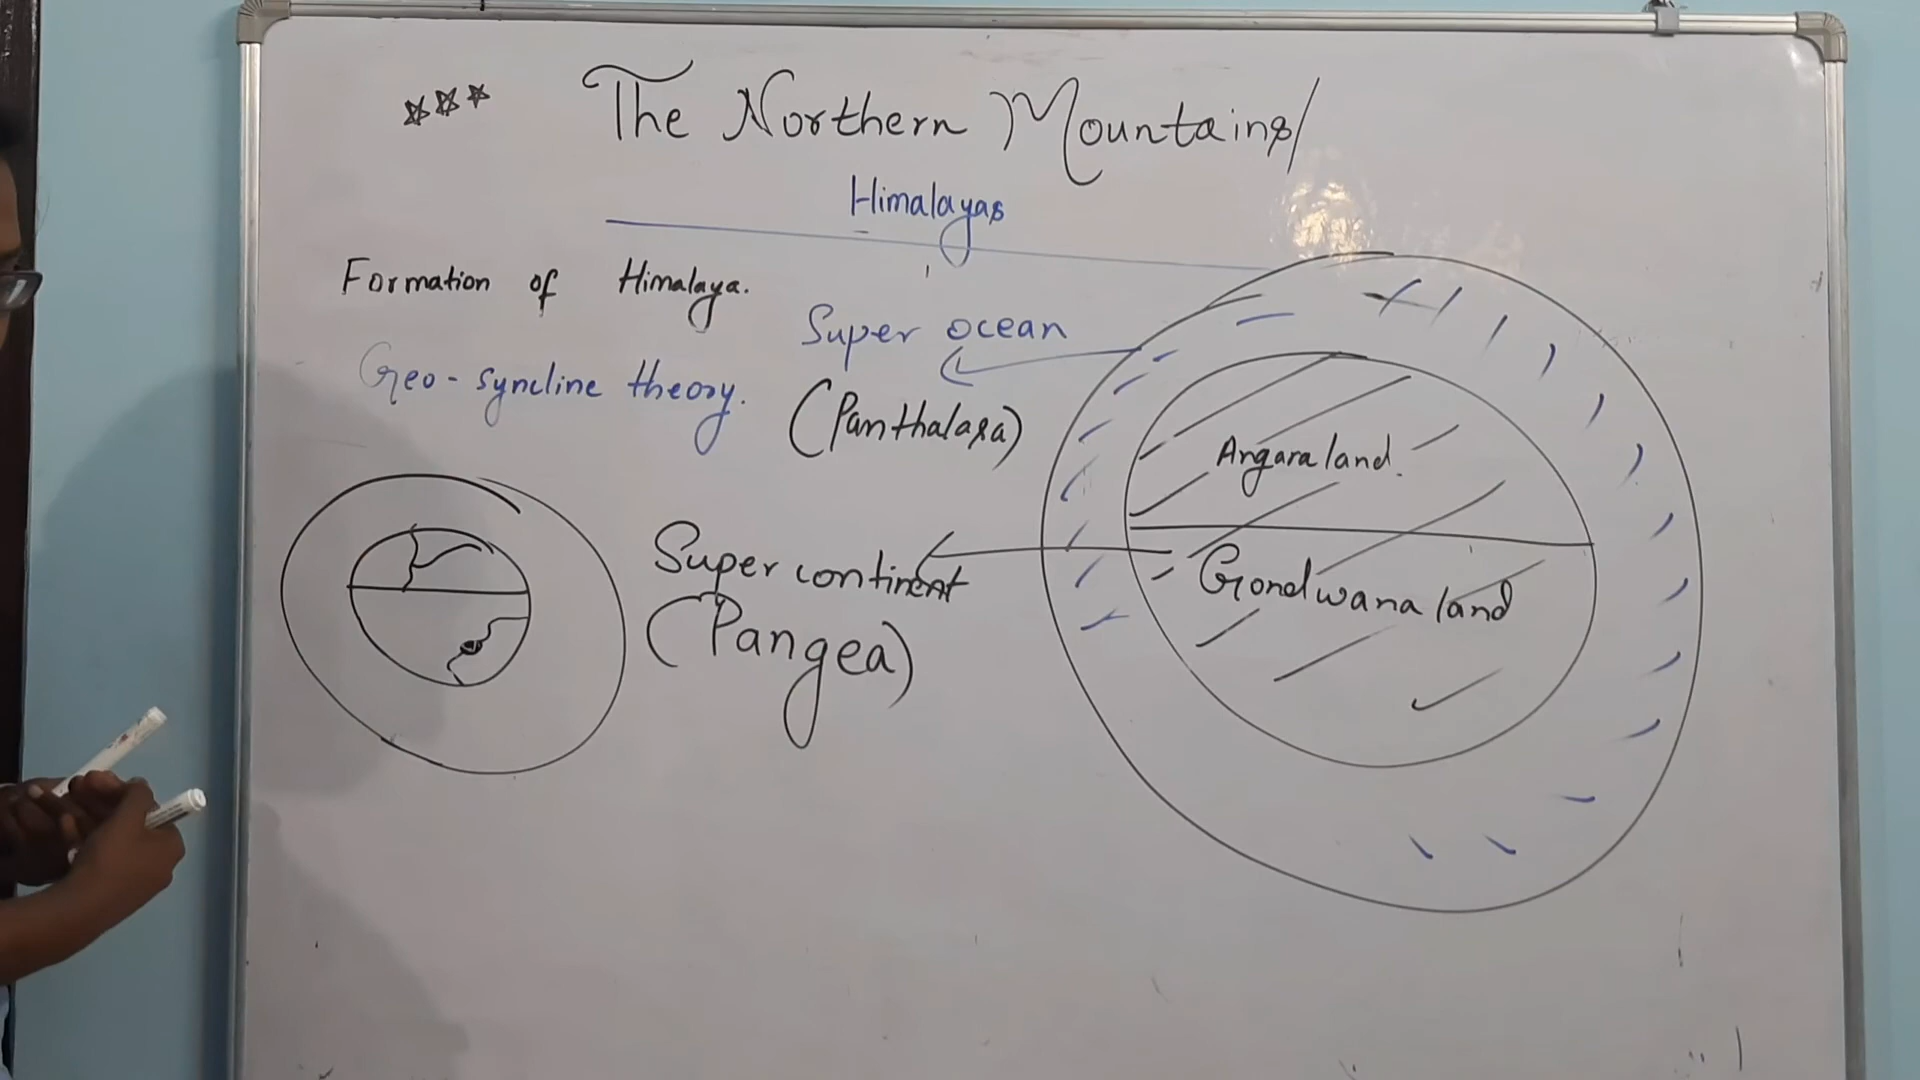 The Northern Mountains/
Himalayas
Formation of Himalaya.
Geo-syncline theory.
Super ocean
(Panthalasa)
Super continent
(Pangea)
Angara land.
Gondwana land